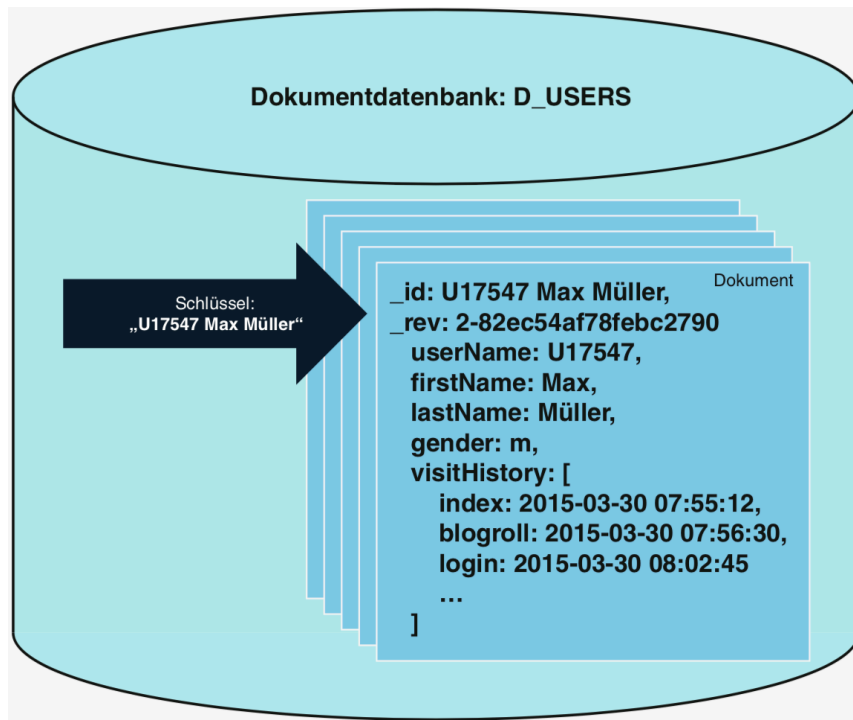 Dokumentdatenbank: D_USERS
Schlüssel:
„U17547 Max Müller“
Dokument
_id: U17547 Max Müller,
_rev: 2-82ec54af78febc2790
userName: U17547,
firstName: Max,
lastName: Müller,
gender: m,
visitHistory: [
index: 2015-03-30 07:55:12,
blogroll: 2015-03-30 07:56:30,
login: 2015-03-30 08:02:45
…
]